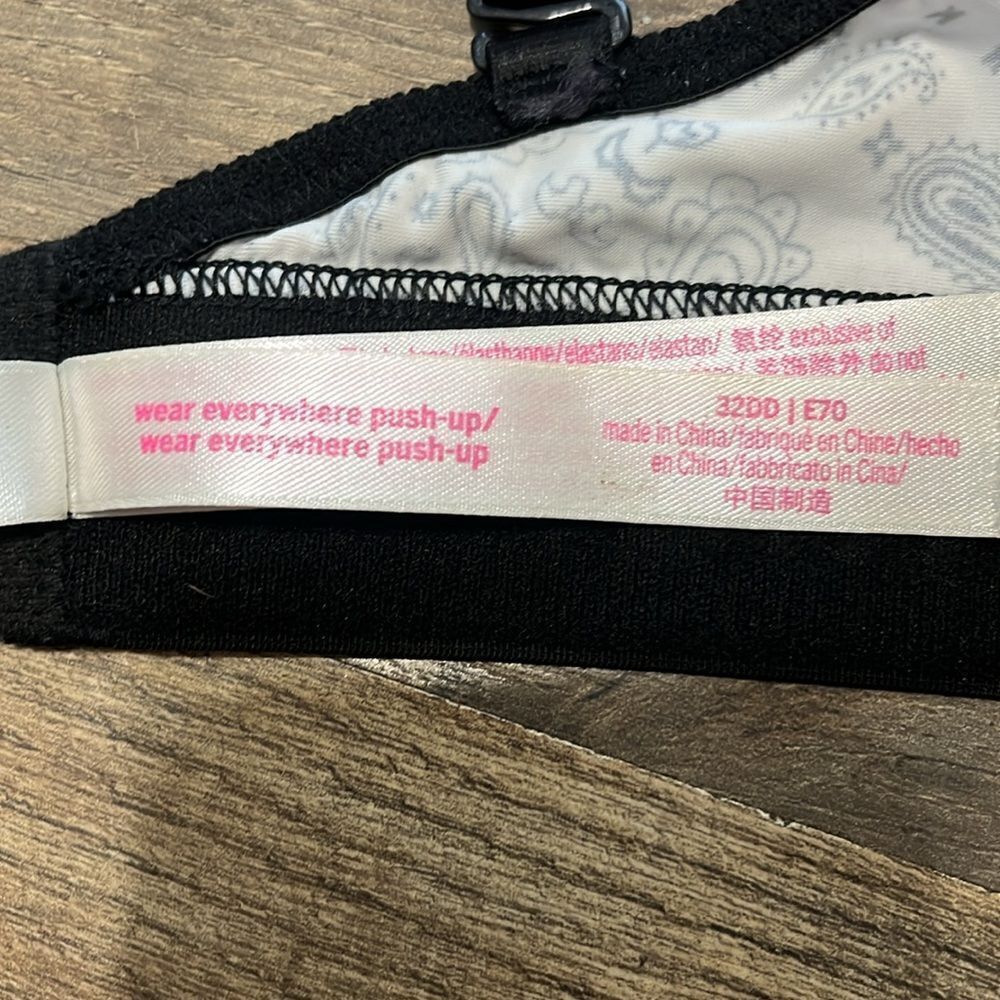 élasthanne/elastano/elastan/ 氨纶 exclusive of
装饰除外 do not
wear everywhere push-up/
wear everywhere push-up
32DD | E70
made in China/fabriqué en Chine/hecho
en China/fabbricato in Cina/
中国制造